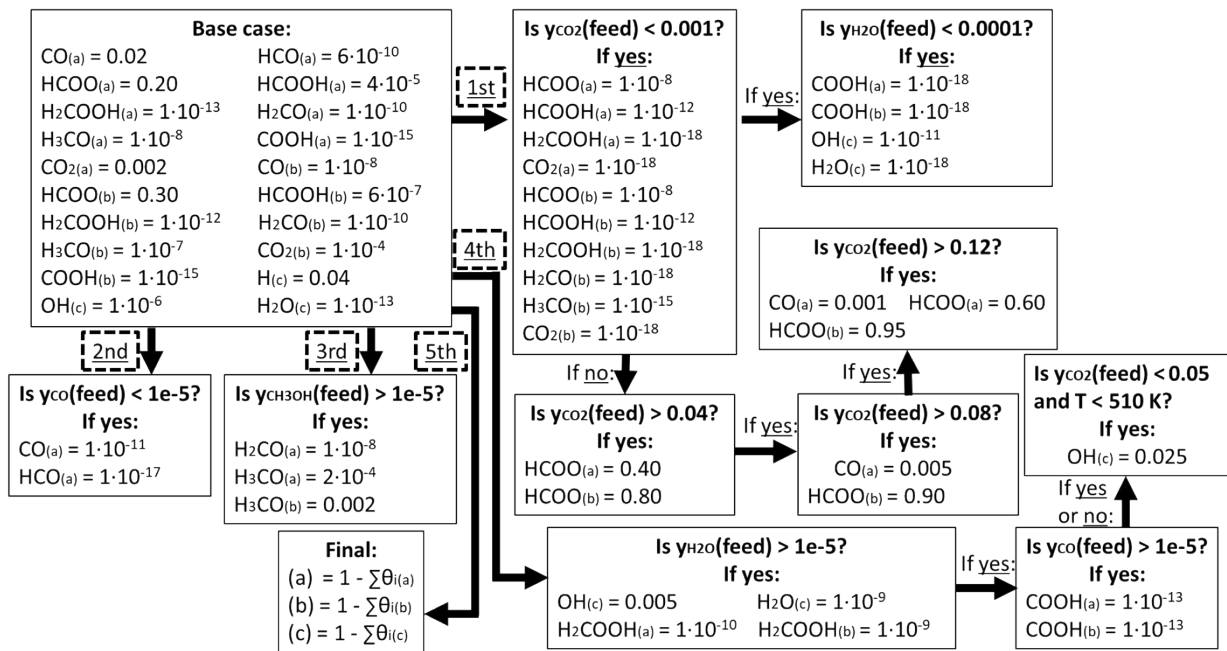 Base case:
CO(a) = 0.02 HCO(a) = 6·10⁻¹⁰
HCOO(a) = 0.20 HCOOH(a) = 4·10⁻⁵
H₂COOH(a) = 1·10⁻¹³ H₂CO(a) = 1·10⁻¹⁰
H₃CO(a) = 1·10⁻⁸ COOH(a) = 1·10⁻¹⁵
CO₂(a) = 0.002 CO(b) = 1·10⁻⁸
HCOO(b) = 0.30 HCOOH(b) = 6·10⁻⁷
H₂COOH(b) = 1·10⁻¹² H₂CO(b) = 1·10⁻¹⁰
H₃CO(b) = 1·10⁻⁷ CO₂(b) = 1·10⁻⁴
COOH(b) = 1·10⁻¹⁵ H(c) = 0.04
OH(c) = 1·10⁻⁶ H₂O(c) = 1·10⁻¹³
1st
Is yCO2(feed) < 0.001?
If yes:
HCOO(a) = 1·10⁻⁸
HCOOH(a) = 1·10⁻¹²
H₂COOH(a) = 1·10⁻¹⁸
CO₂(a) = 1·10⁻¹⁸
HCOO(b) = 1·10⁻⁸
HCOOH(b) = 1·10⁻¹²
H₂COOH(b) = 1·10⁻¹⁸
H₂CO(b) = 1·10⁻¹⁸
H₃CO(b) = 1·10⁻¹⁵
CO₂(b) = 1·10⁻¹⁸
If yes:
Is yH2O(feed) < 0.0001?
If yes:
COOH(a) = 1·10⁻¹⁸
COOH(b) = 1·10⁻¹⁸
OH(c) = 1·10⁻¹¹
H₂O(c) = 1·10⁻¹⁸
If no:
Is yCO2(feed) > 0.04?
If yes:
HCOO(a) = 0.40
HCOO(b) = 0.80
If yes:
Is yCO2(feed) > 0.08?
If yes:
CO(a) = 0.005
HCOO(b) = 0.90
If yes:
Is yCO2(feed) > 0.12?
If yes:
CO(a) = 0.001 HCOO(a) = 0.60
HCOO(b) = 0.95
2nd
Is yCO(feed) < 1e-5?
If yes:
CO(a) = 1·10⁻¹¹
HCO(a) = 1·10⁻¹⁷
3rd
Is yCH3OH(feed) > 1e-5?
If yes:
H₂CO(a) = 1·10⁻⁸
H₃CO(a) = 2·10⁻⁴
H₃CO(b) = 0.002
4th
Is yH2O(feed) > 1e-5?
If yes:
OH(c) = 0.005 H₂O(c) = 1·10⁻⁹
H₂COOH(a) = 1·10⁻¹⁰ H₂COOH(b) = 1·10⁻⁹
If yes:
Is yCO(feed) > 1e-5?
If yes:
COOH(a) = 1·10⁻¹³
COOH(b) = 1·10⁻¹³
If yes
or no:
Is yCO2(feed) < 0.05
and T < 510 K?
If yes:
OH(c) = 0.025
5th
Final:
(a) = 1 - ∑θi(a)
(b) = 1 - ∑θi(b)
(c) = 1 - ∑θi(c)